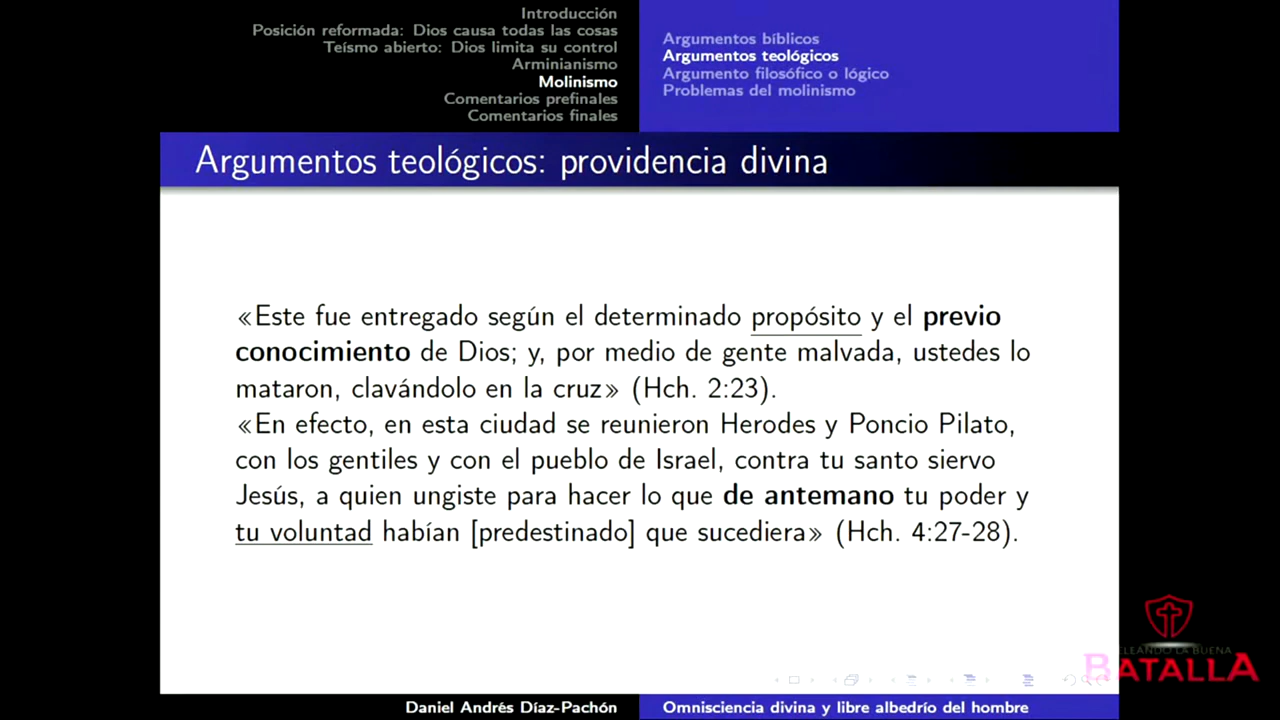 Introducción
Posición reformada: Dios causa todas las cosas
Teísmo abierto: Dios limita su control
Arminianismo
Molinismo
Comentarios prefinales
Comentarios finales
Argumentos bíblicos
Argumentos teológicos
Argumento filosófico o lógico
Problemas del molinismo
Argumentos teológicos: providencia divina
«Este fue entregado según el determinado propósito y el previo
conocimiento de Dios; y, por medio de gente malvada, ustedes lo
mataron, clavándolo en la cruz» (Hch. 2:23).
«En efecto, en esta ciudad se reunieron Herodes y Poncio Pilato,
con los gentiles y con el pueblo de Israel, contra tu santo siervo
Jesús, a quien ungiste para hacer lo que de antemano tu poder y
tu voluntad habían [predestinado] que sucediera» (Hch. 4:27-28).
LA BUENA
BATALLA
Daniel Andrés Díaz-Pachón
Omnisciencia divina y libre albedrío del hombre